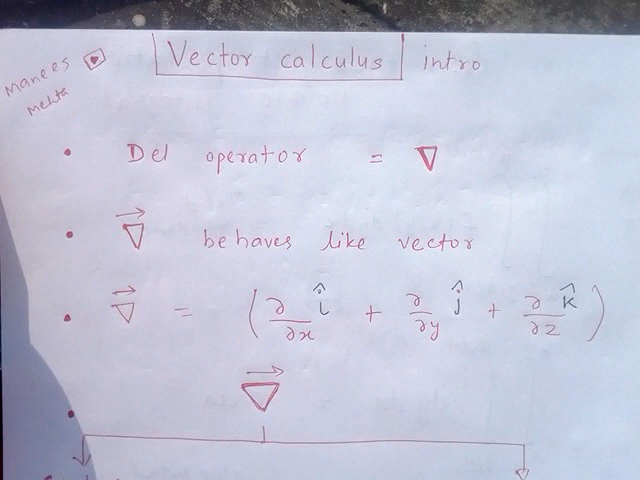 Vector calculus intro
Manees
Mehta
• Del operator = ∇
• ∇⃗ behaves like vector
• ∇⃗ = (∂/∂x î + ∂/∂y ĵ + ∂/∂z k̂)
• ∇⃗